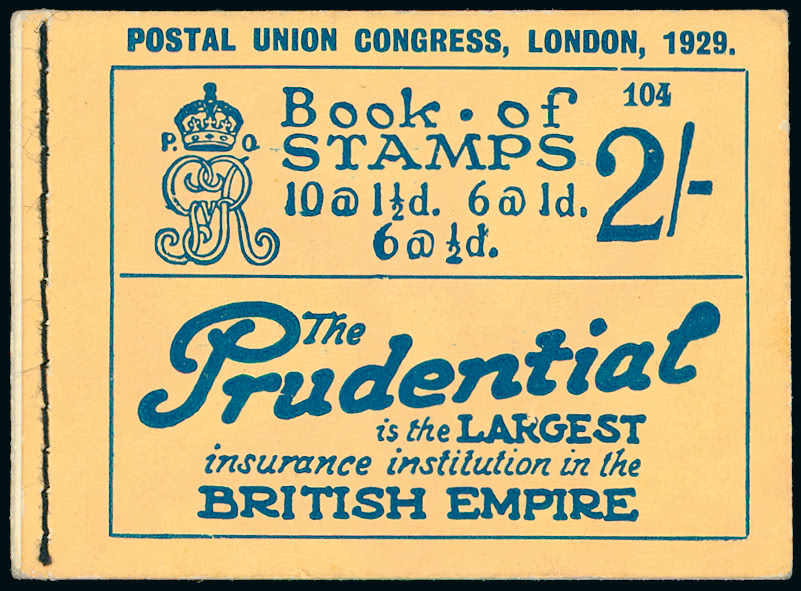 POSTAL UNION CONGRESS, LONDON, 1929.
Book · of 104
P. O
STAMPS 2/-
GR
10 @ 1½d. 6 @ 1d.
6 @ ½d.
The
Prudential
is the LARGEST
insurance institution in the
BRITISH EMPIRE